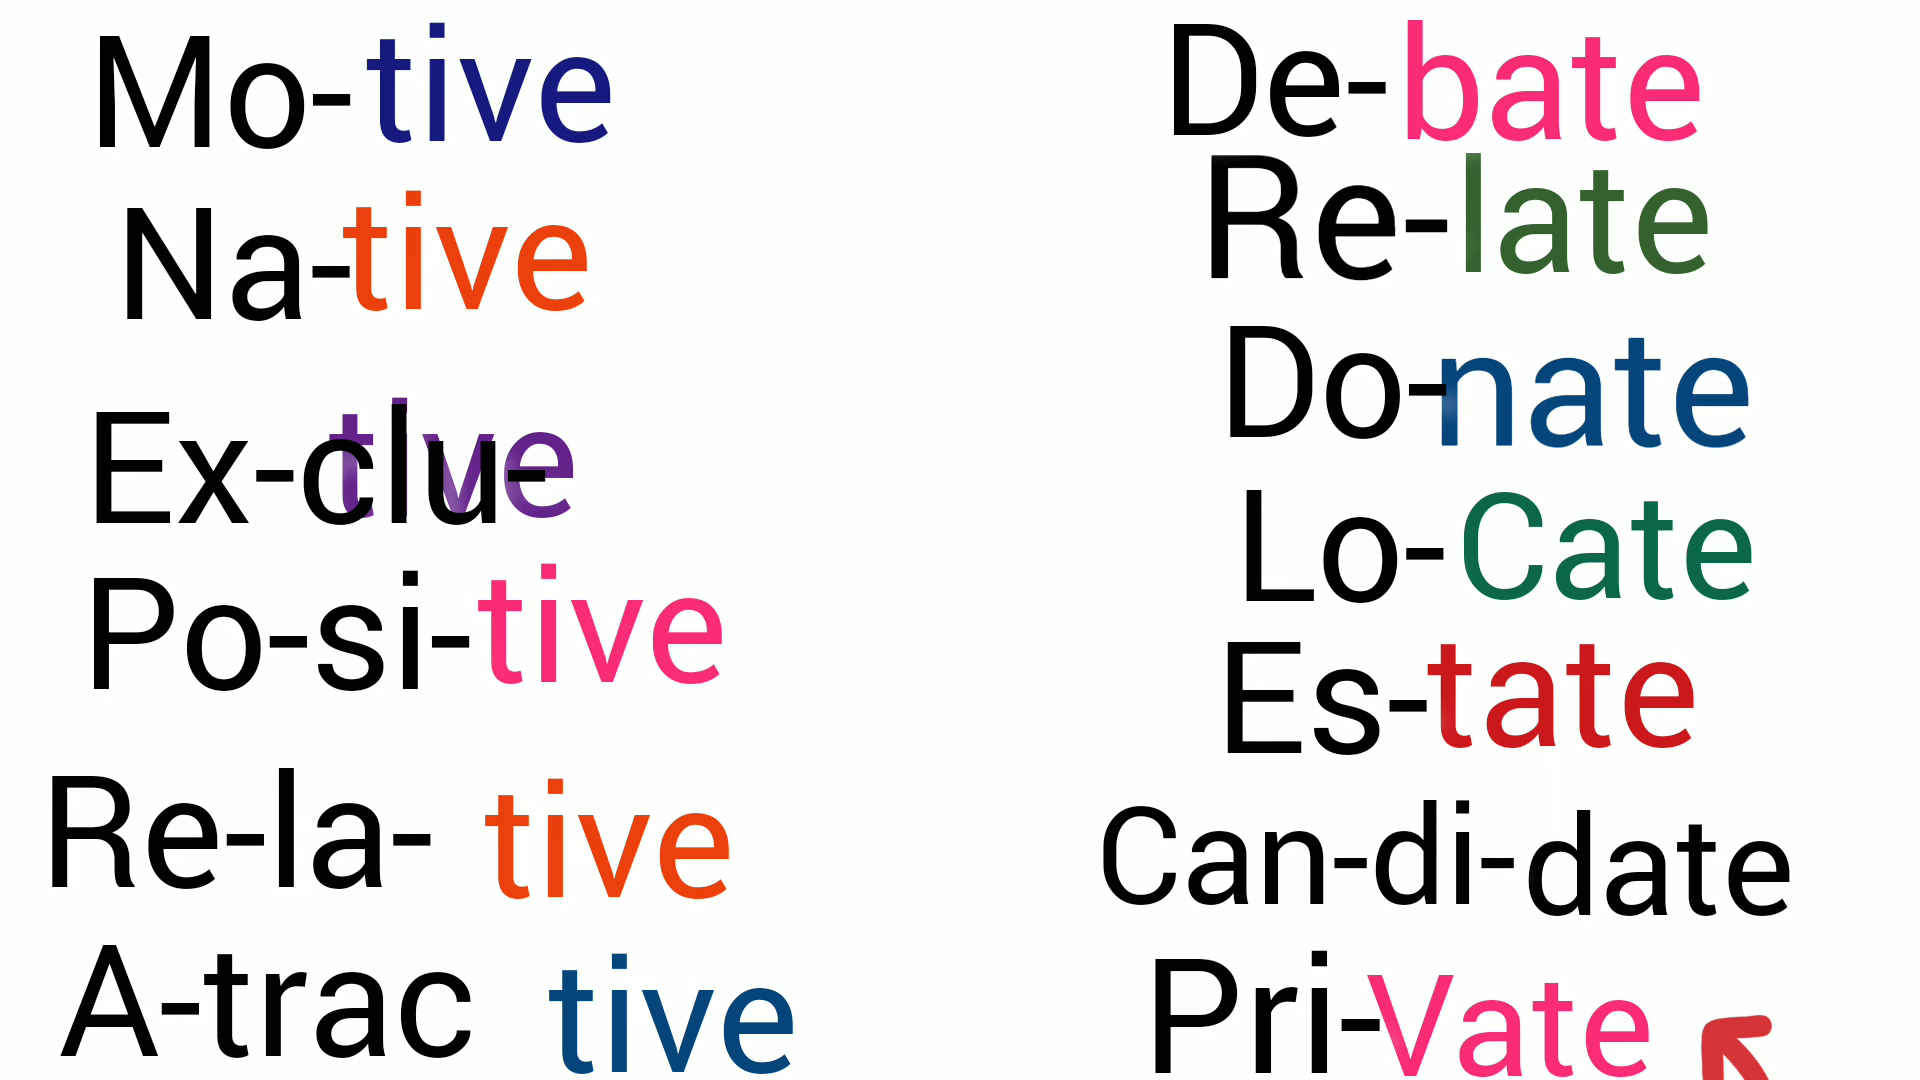 Mo-tive
Na-tive
Ex-clu-tive
Po-si-tive
Re-la- tive
A-trac tive
De-bate
Re-late
Do-nate
Lo-Cate
Es-tate
Can-di-date
Pri-Vate